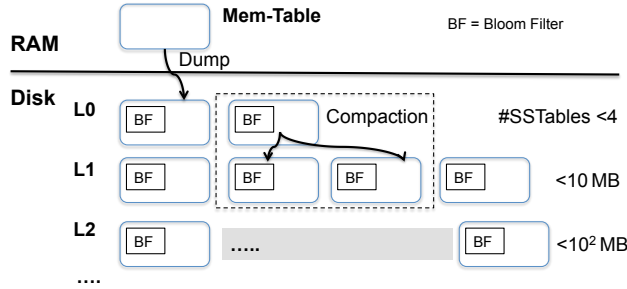 Mem-Table
BF = Bloom Filter
RAM
Dump
Disk
L0 BF BF Compaction #SSTables <4
L1 BF BF BF BF <10 MB
L2 BF ..... BF <10² MB
....